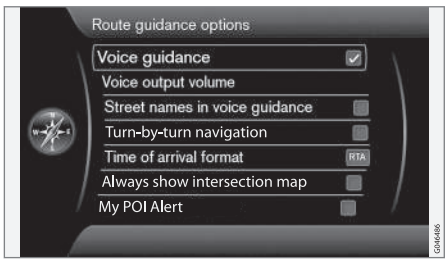 Route guidance options
Voice guidance
Voice output volume
Street names in voice guidance
Turn-by-turn navigation
Time of arrival format RTA
Always show intersection map
My POI Alert
N
W S
G046486